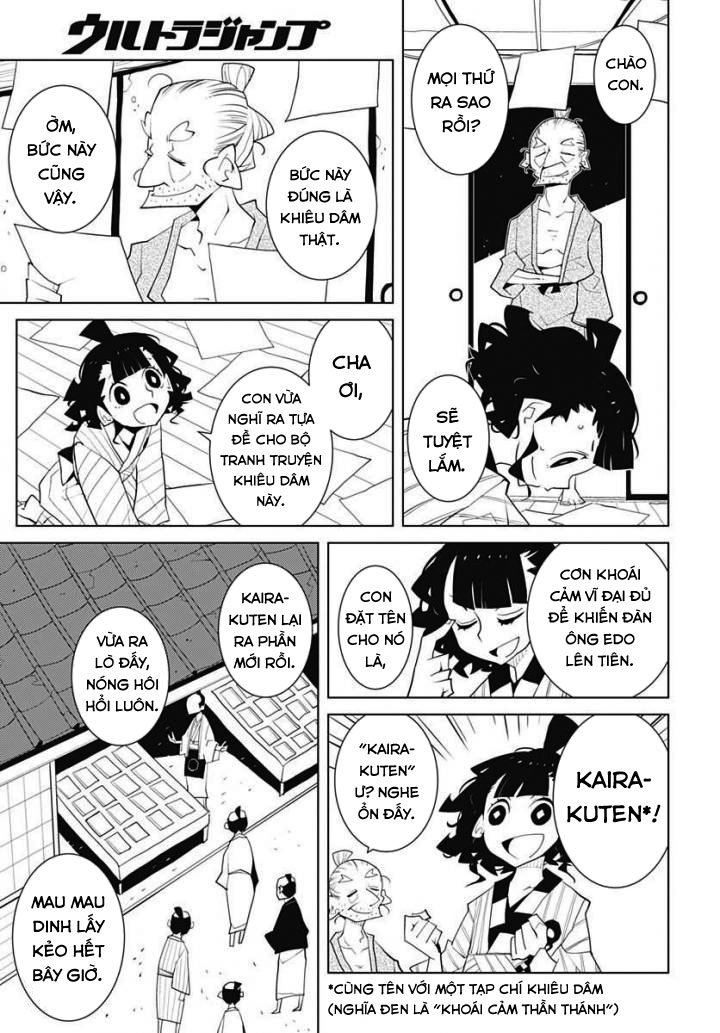 ウルトラジャンプ
CHÀO
CON.
MỌI THỨ
RA SAO
RỒI?
SẼ
TUYỆT
LẮM.
BỨC NÀY
ĐÚNG LÀ
KHIÊU DÂM
THẬT.
ỜM,
BỨC NÀY
CŨNG
VẬY.
CHA
ƠI,
CON VỪA
NGHĨ RA TỰA
ĐỀ CHO BỘ
TRANH TRUYỆN
KHIÊU DÂM
NÀY.
CƠN KHOÁI
CẢM VĨ ĐẠI ĐỦ
ĐỂ KHIẾN ĐÀN
ÔNG EDO
LÊN TIÊN.
CON
ĐẶT TÊN
CHO NÓ
LÀ,
KAIRA-
KUTEN*!
"KAIRA-
KUTEN"
Ư? NGHE
ỔN ĐẤY.
*CÙNG TÊN VỚI MỘT TẠP CHÍ KHIÊU DÂM
(NGHĨA ĐEN LÀ "KHOÁI CẢM THẦN THÁNH")
KAIRA-
KUTEN LẠI
RA PHẦN
MỚI RỒI.
VỪA RA
LÒ ĐẤY,
NÓNG HÔI
HỔI LUÔN.
MAU MAU
DINH LẤY
KẺO HẾT
BÂY GIỜ.